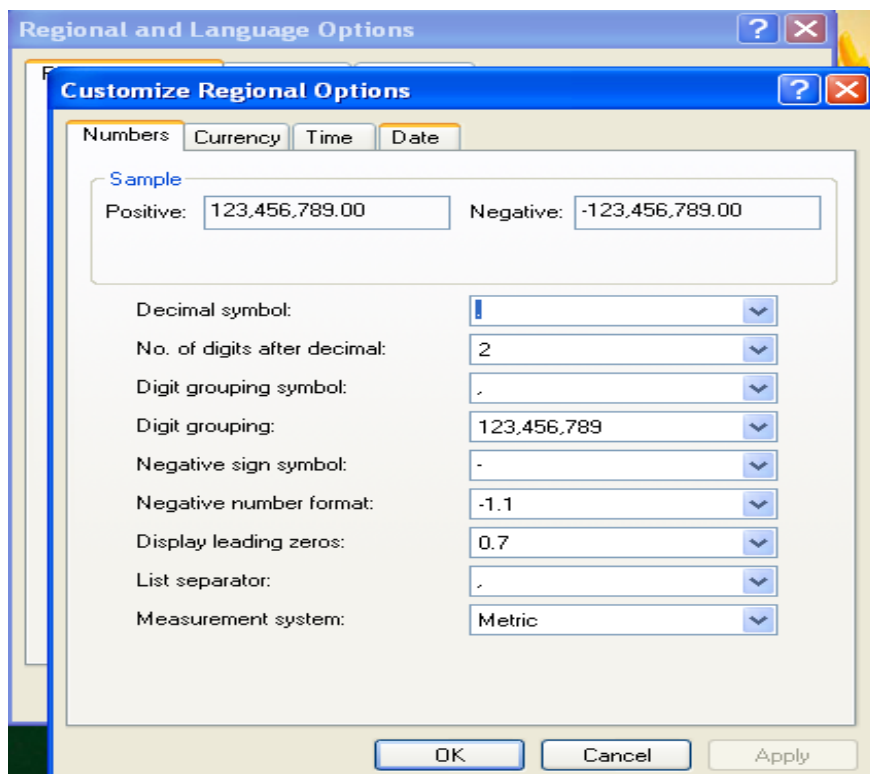 Regional and Language Options
Customize Regional Options
Numbers Currency Time Date
Sample
Positive: 123,456,789.00 Negative: -123,456,789.00
Decimal symbol: .
No. of digits after decimal: 2
Digit grouping symbol: ,
Digit grouping: 123,456,789
Negative sign symbol: -
Negative number format: -1.1
Display leading zeros: 0.7
List separator: ,
Measurement system: Metric
OK Cancel Apply